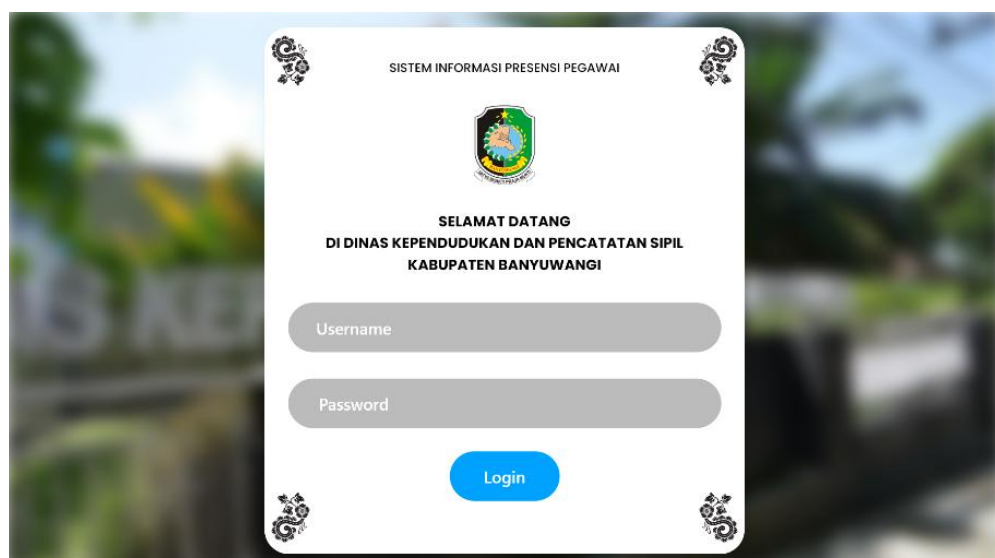 SISTEM INFORMASI PRESENSI PEGAWAI
SELAMAT DATANG
DI DINAS KEPENDUDUKAN DAN PENCATATAN SIPIL
KABUPATEN BANYUWANGI
Username
Password
Login